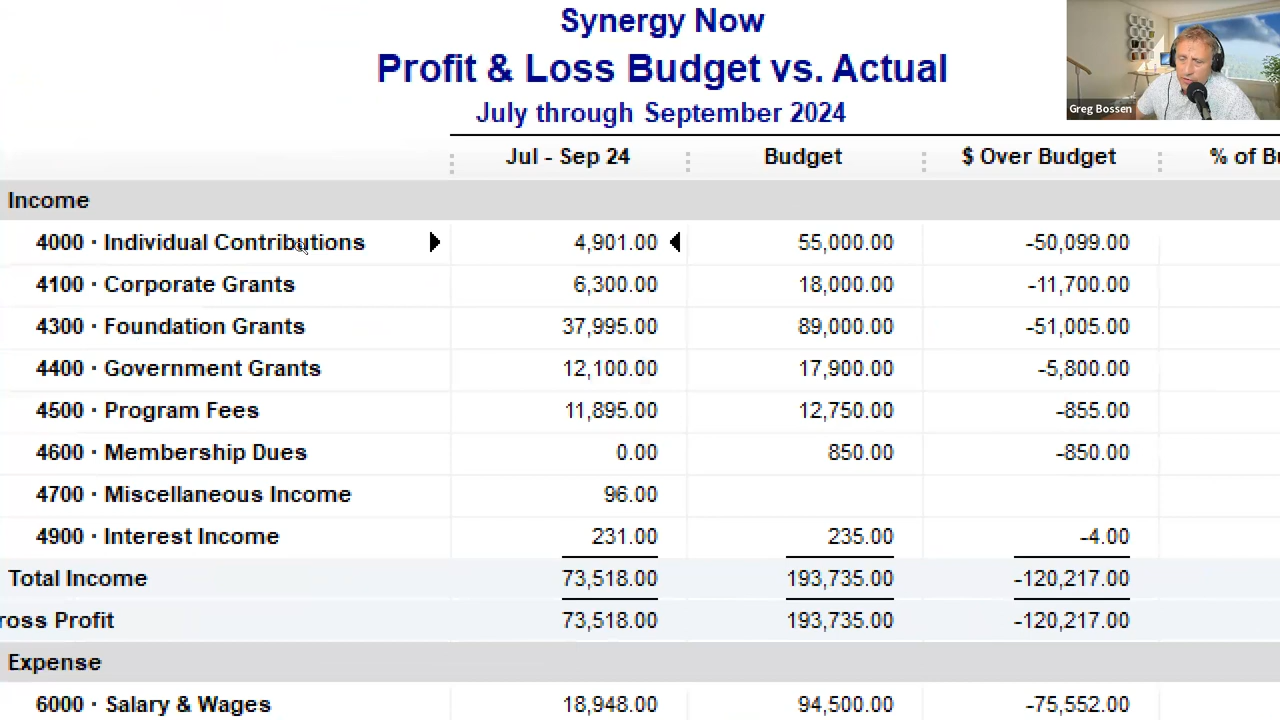 Synergy Now
Profit & Loss Budget vs. Actual
July through September 2024
Greg Bossen
Jul - Sep 24 Budget $ Over Budget % of Bu
Income
4000 · Individual Contributions 4,901.00 55,000.00 -50,099.00
4100 · Corporate Grants 6,300.00 18,000.00 -11,700.00
4300 · Foundation Grants 37,995.00 89,000.00 -51,005.00
4400 · Government Grants 12,100.00 17,900.00 -5,800.00
4500 · Program Fees 11,895.00 12,750.00 -855.00
4600 · Membership Dues 0.00 850.00 -850.00
4700 · Miscellaneous Income 96.00
4900 · Interest Income 231.00 235.00 -4.00
Total Income 73,518.00 193,735.00 -120,217.00
ross Profit 73,518.00 193,735.00 -120,217.00
Expense
6000 · Salary & Wages 18,948.00 94,500.00 -75,552.00